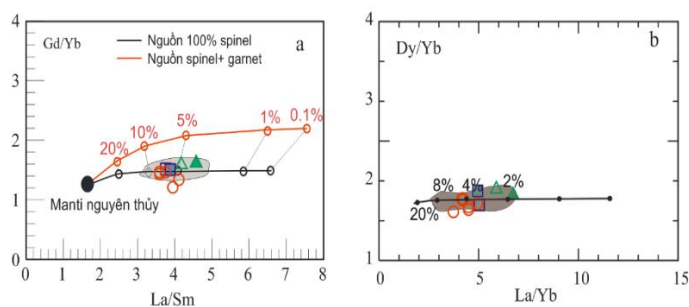 4
Gd/Yb
Nguồn 100% spinel
a
Nguồn spinel+ garnet
3
0.1%
1%
5%
10%
20%
2
1
Manti nguyên thủy
0
0 1 2 3 4 5 6 7 8
La/Sm
4
Dy/Yb
b
3
2
8% 4% 2%
20%
1
0 5 10 15
La/Yb